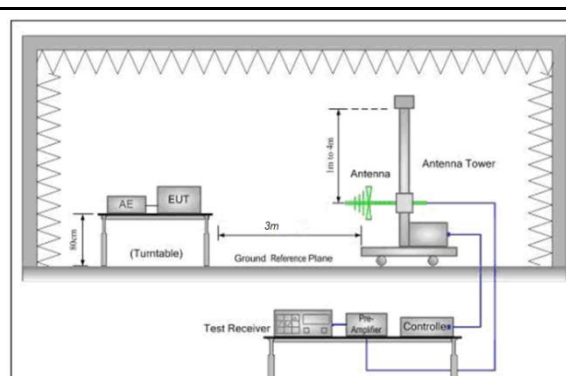 1m to 4m
Antenna
Antenna Tower
AE
EUT
80cm
(Turntable)
3m
Ground Reference Plane
Test Receiver
Pre-
Amplifier
Controller